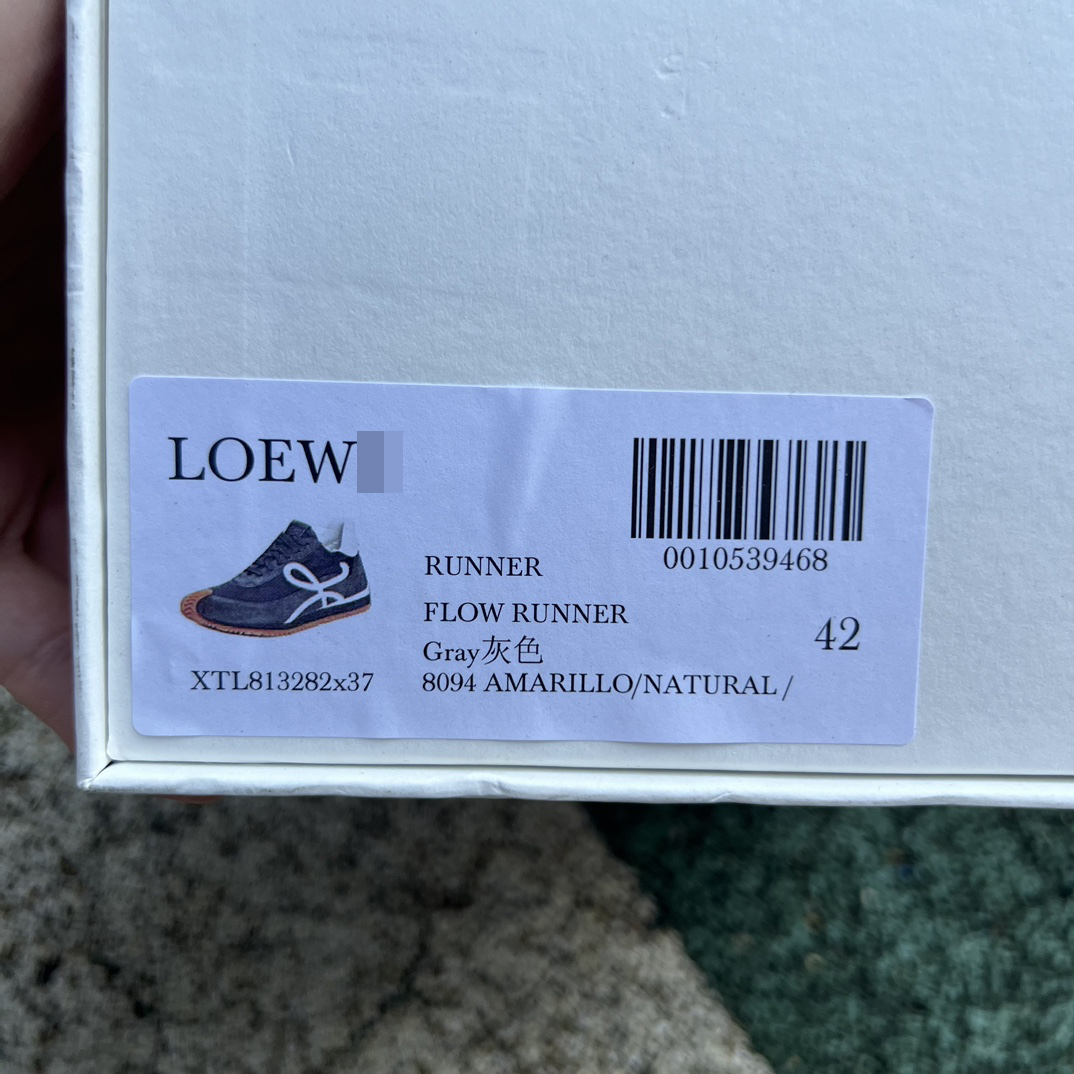 LOEW
0010539468
RUNNER
FLOW RUNNER
42
Gray灰色
XTL813282x37
8094 AMARILLO/NATURAL /